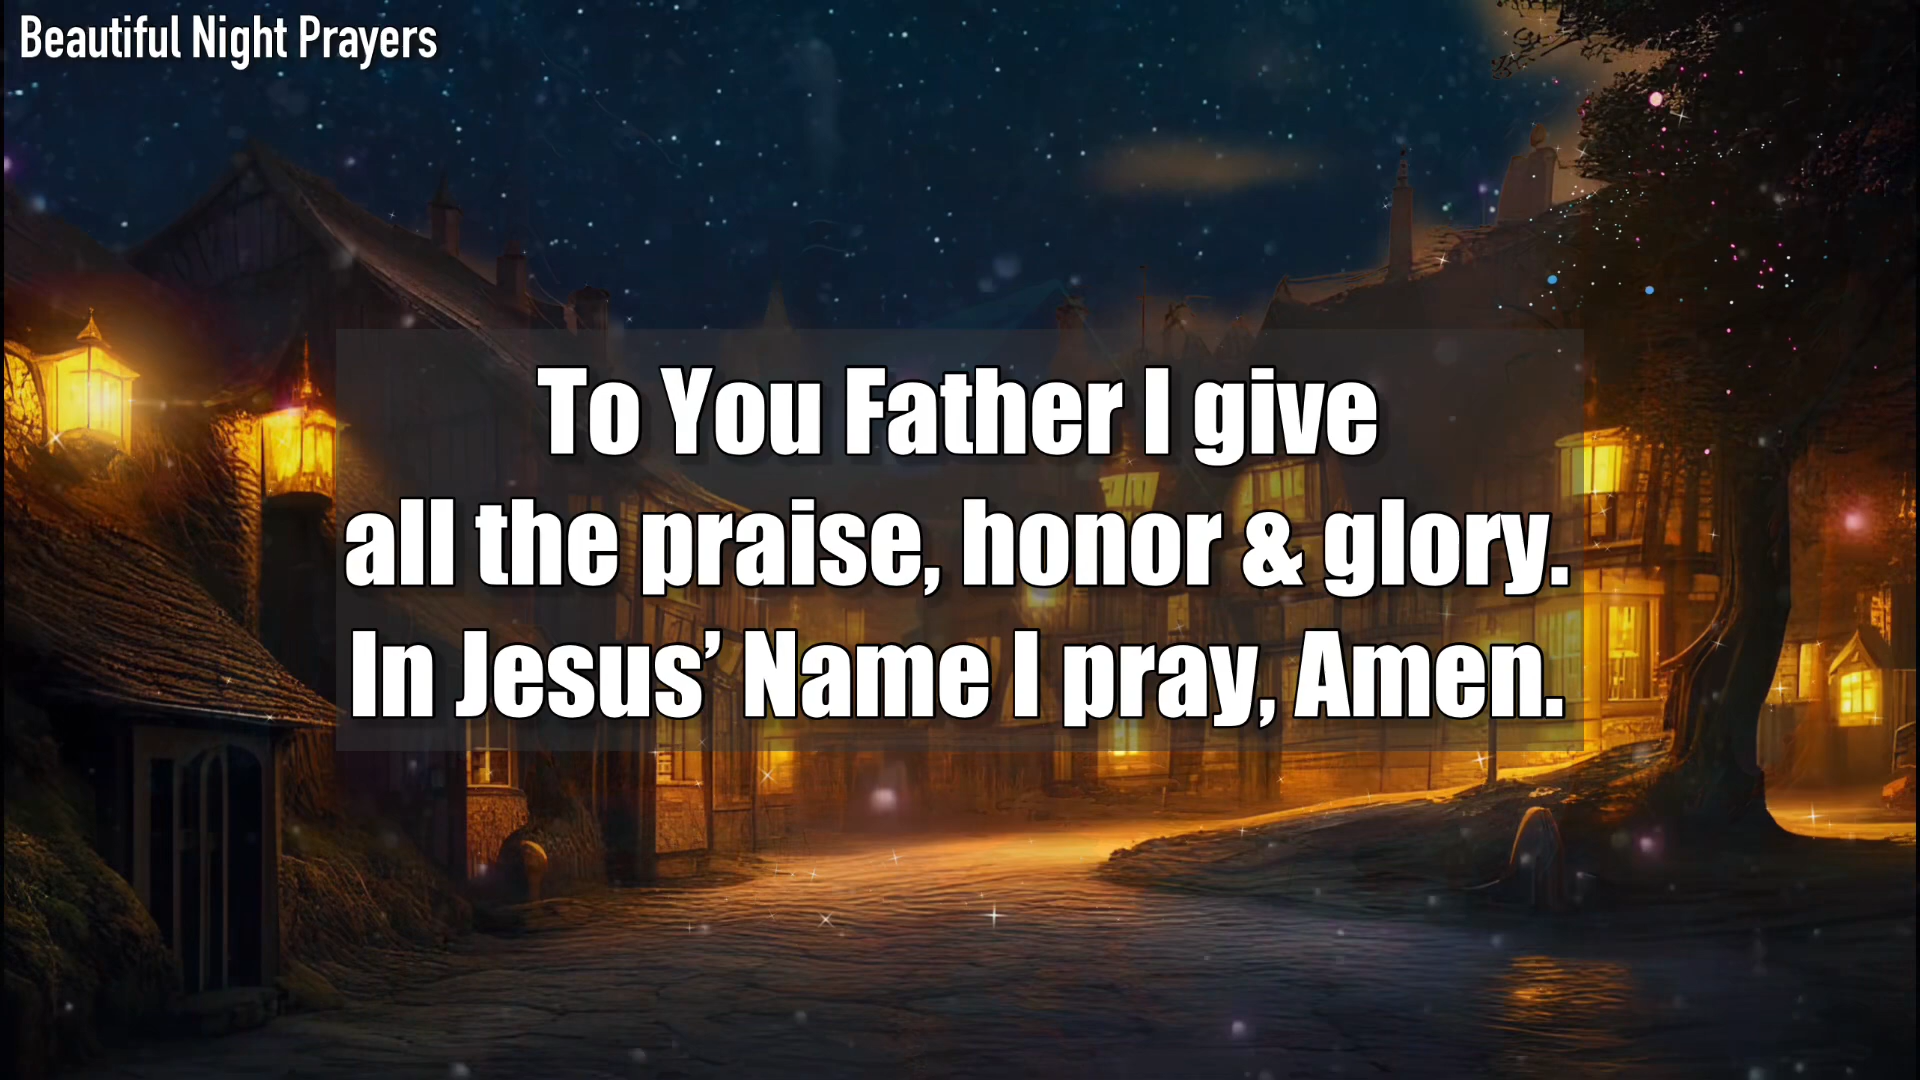 Beautiful Night Prayers
To You Father I give
all the praise, honor & glory.
In Jesus’ Name I pray, Amen.